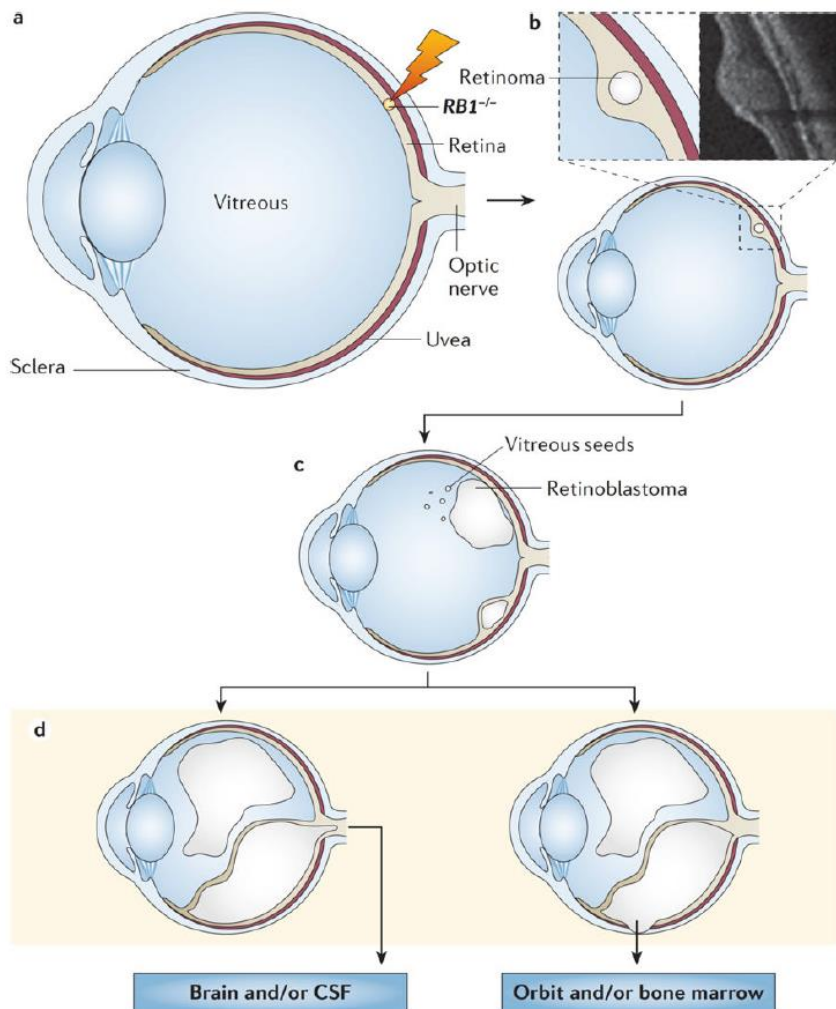 a
RB1⁻/⁻
Retina
Vitreous
Optic
nerve
Uvea
Sclera
b
Retinoma
c
Vitreous seeds
Retinoblastoma
d
Brain and/or CSF
Orbit and/or bone marrow